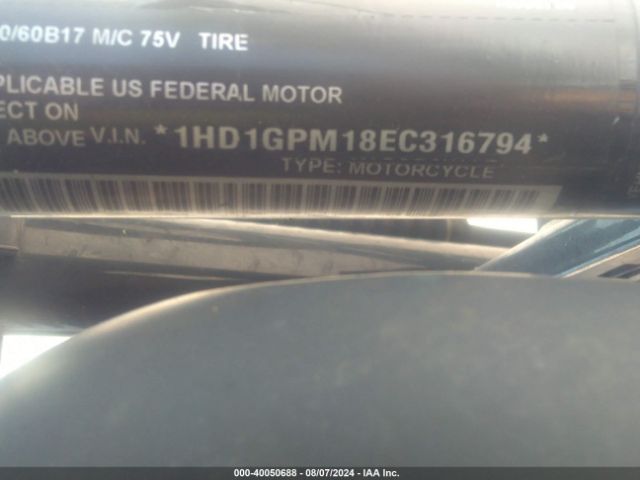 0/60B17 M/C 75V TIRE
PLICABLE US FEDERAL MOTOR
ECT ON
ABOVE V.I.N. *1HD1GPM18EC316794*
TYPE: MOTORCYCLE
000-40050688 - 08/07/2024 - IAA Inc.